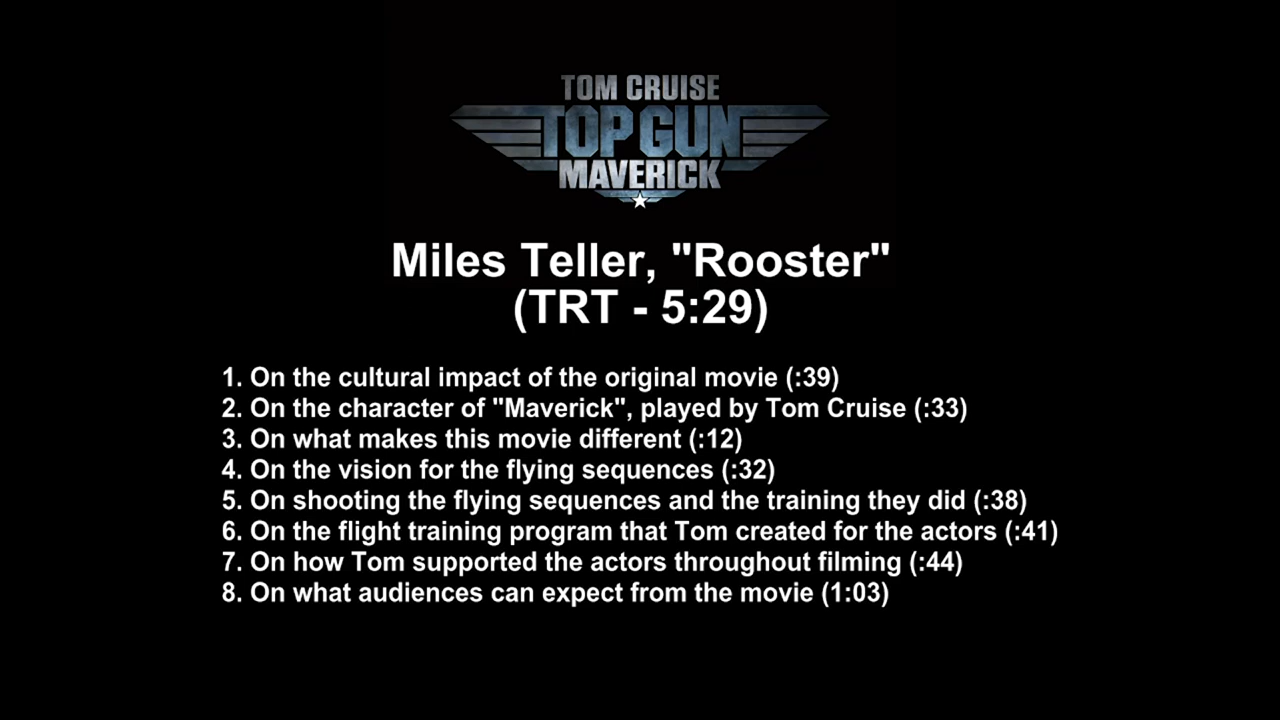 TOM CRUISE
TOP GUN
MAVERICK
Miles Teller, "Rooster"
(TRT - 5:29)
1. On the cultural impact of the original movie (:39)
2. On the character of "Maverick", played by Tom Cruise (:33)
3. On what makes this movie different (:12)
4. On the vision for the flying sequences (:32)
5. On shooting the flying sequences and the training they did (:38)
6. On the flight training program that Tom created for the actors (:41)
7. On how Tom supported the actors throughout filming (:44)
8. On what audiences can expect from the movie (1:03)